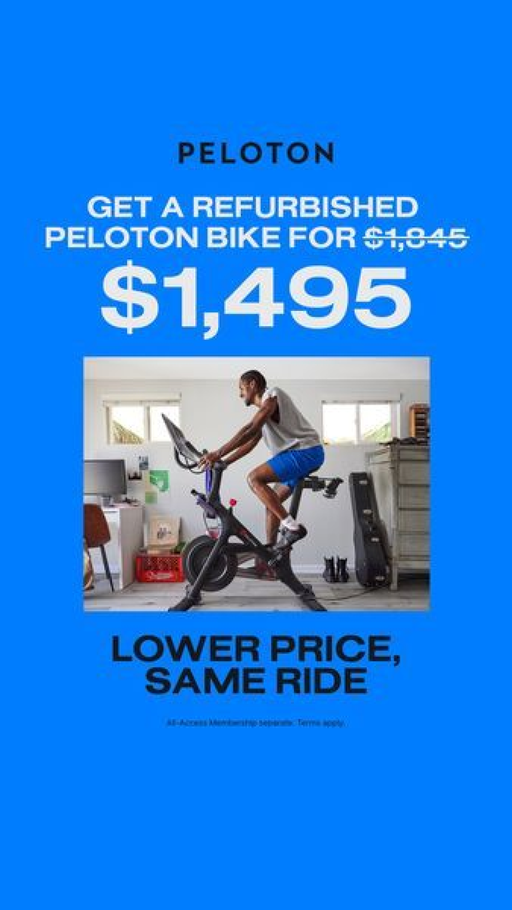 PELOTON
GET A REFURBISHED
PELOTON BIKE FOR $1,845
$1,495
LOWER PRICE,
SAME RIDE
All-Access Membership separate. Terms apply.